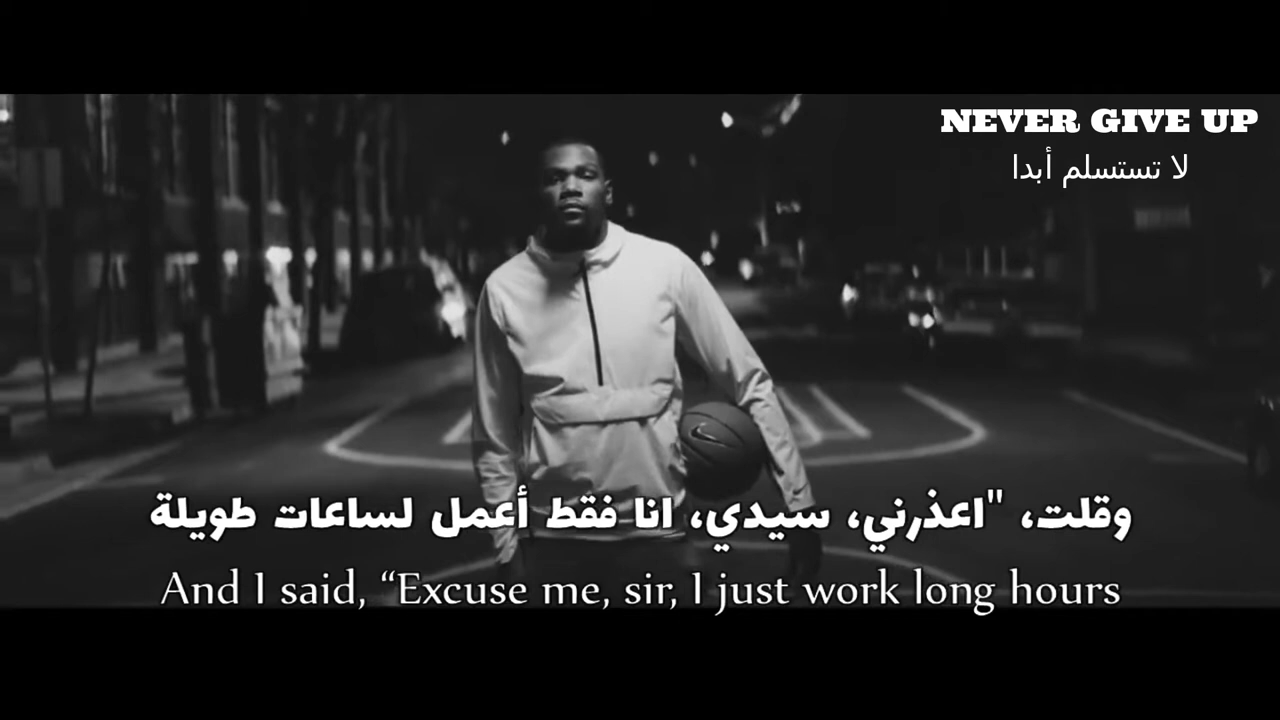 NEVER GIVE UP
لا تستسلم أبدا
وقلت، "اعذرني، سيدي، انا فقط أعمل لساعات طويلة
And I said, “Excuse me, sir, I just work long hours